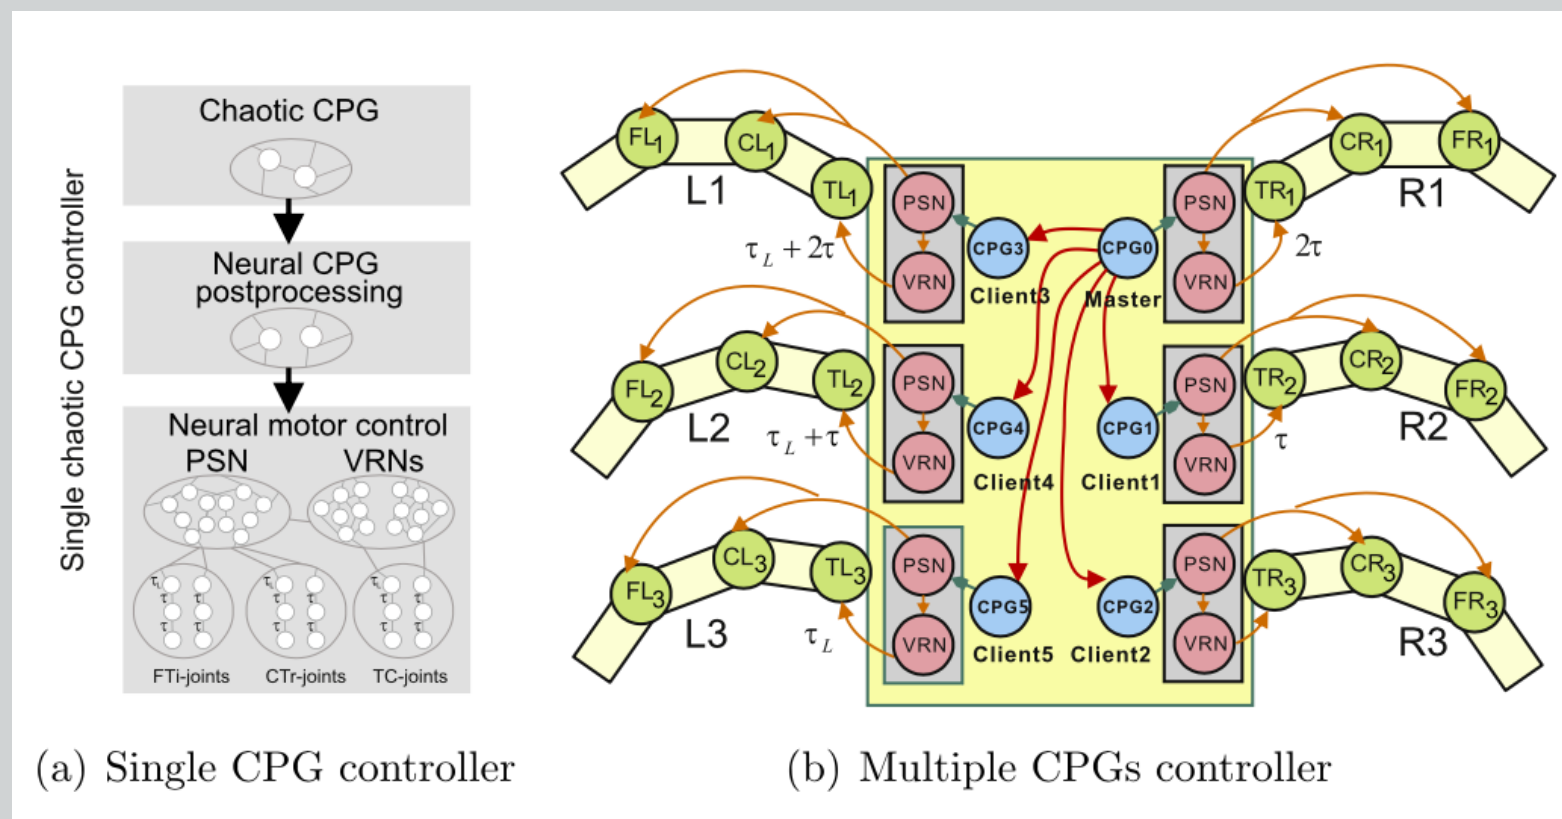 Single chaotic CPG controller
Chaotic CPG
Neural CPG
postprocessing
Neural motor control
PSN VRNs
τL τL τL
τ τ τ τ τ τ
τ τ τ τ τ τ
FTi-joints CTr-joints TC-joints
(a) Single CPG controller
FL1 CL1 TL1
L1
τL + 2τ
PSN
VRN
CPG3
Client3
CPG0
Master
PSN
VRN
TR1 CR1 FR1
R1
2τ
FL2 CL2 TL2
L2
τL + τ
PSN
VRN
CPG4
Client4
CPG1
Client1
PSN
VRN
TR2 CR2 FR2
R2
τ
FL3 CL3 TL3
L3
τL
PSN
VRN
CPG5
Client5
CPG2
Client2
PSN
VRN
TR3 CR3 FR3
R3
(b) Multiple CPGs controller